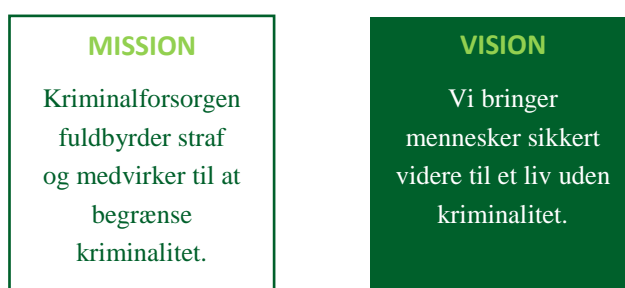 MISSION
Kriminalforsorgen
fuldbyrder straf
og medvirker til at
begrænse
kriminalitet.
VISION
Vi bringer
mennesker sikkert
videre til et liv uden
kriminalitet.